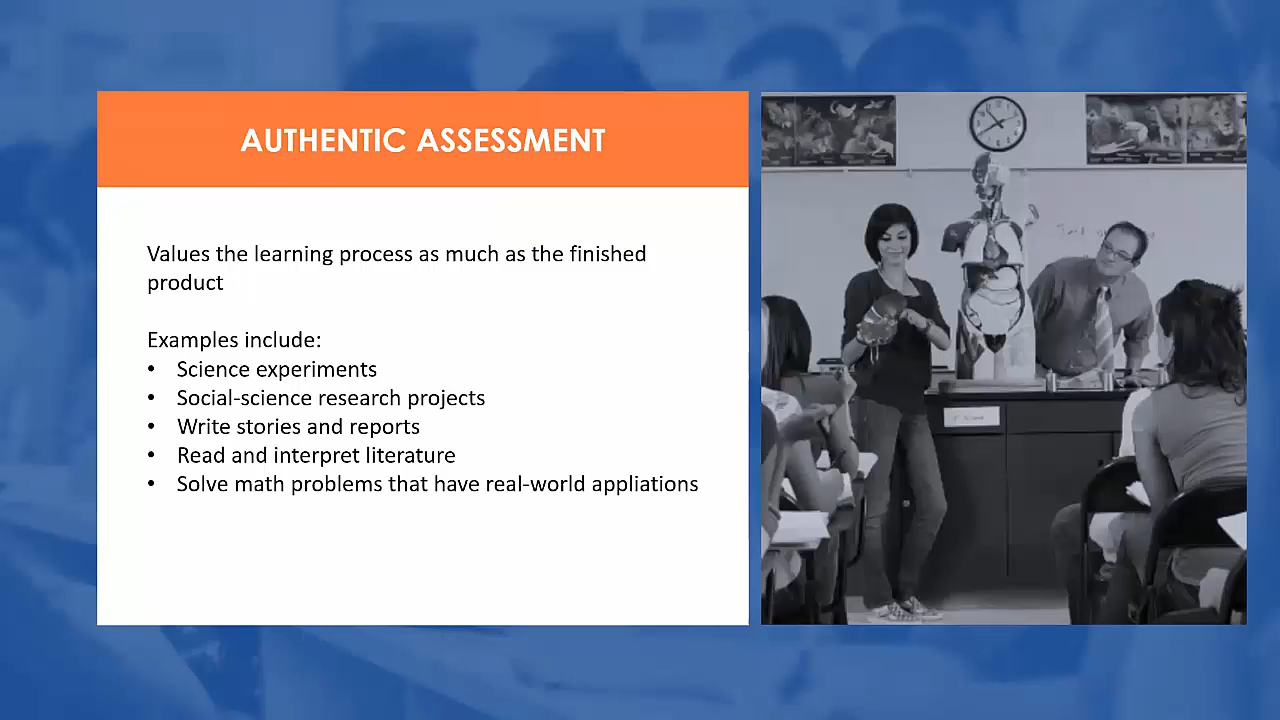 AUTHENTIC ASSESSMENT
Values the learning process as much as the finished
product
Examples include:
• Science experiments
• Social-science research projects
• Write stories and reports
• Read and interpret literature
• Solve math problems that have real-world appliations